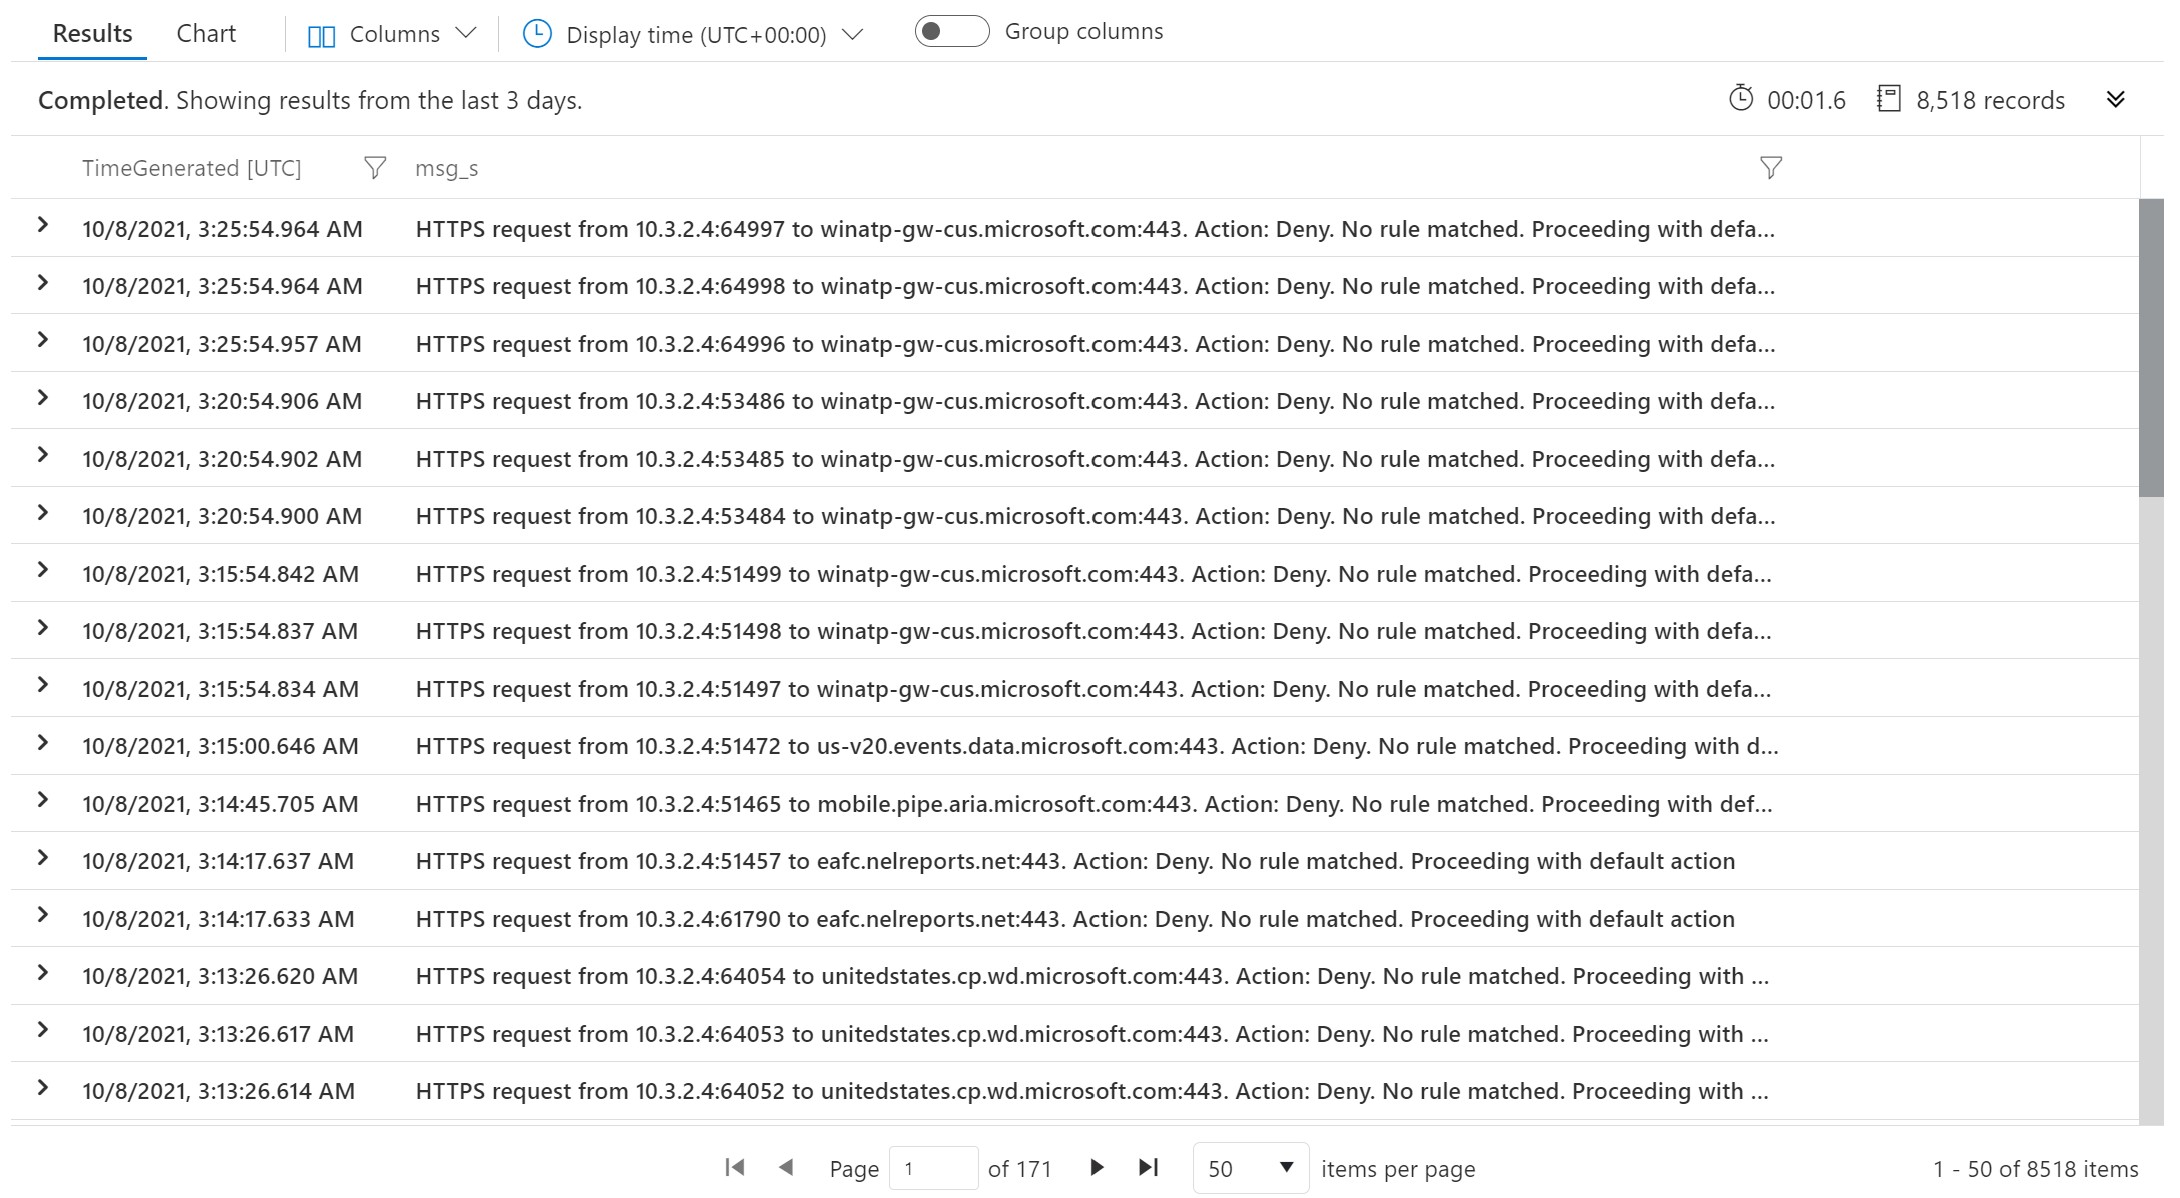 Results Chart Columns Display time (UTC+00:00) Group columns
Completed. Showing results from the last 3 days. 00:01.6 8,518 records
TimeGenerated [UTC] msg_s
10/8/2021, 3:25:54.964 AM HTTPS request from 10.3.2.4:64997 to winatp-gw-cus.microsoft.com:443. Action: Deny. No rule matched. Proceeding with defa...
10/8/2021, 3:25:54.964 AM HTTPS request from 10.3.2.4:64998 to winatp-gw-cus.microsoft.com:443. Action: Deny. No rule matched. Proceeding with defa...
10/8/2021, 3:25:54.957 AM HTTPS request from 10.3.2.4:64996 to winatp-gw-cus.microsoft.com:443. Action: Deny. No rule matched. Proceeding with defa...
10/8/2021, 3:20:54.906 AM HTTPS request from 10.3.2.4:53486 to winatp-gw-cus.microsoft.com:443. Action: Deny. No rule matched. Proceeding with defa...
10/8/2021, 3:20:54.902 AM HTTPS request from 10.3.2.4:53485 to winatp-gw-cus.microsoft.com:443. Action: Deny. No rule matched. Proceeding with defa...
10/8/2021, 3:20:54.900 AM HTTPS request from 10.3.2.4:53484 to winatp-gw-cus.microsoft.com:443. Action: Deny. No rule matched. Proceeding with defa...
10/8/2021, 3:15:54.842 AM HTTPS request from 10.3.2.4:51499 to winatp-gw-cus.microsoft.com:443. Action: Deny. No rule matched. Proceeding with defa...
10/8/2021, 3:15:54.837 AM HTTPS request from 10.3.2.4:51498 to winatp-gw-cus.microsoft.com:443. Action: Deny. No rule matched. Proceeding with defa...
10/8/2021, 3:15:54.834 AM HTTPS request from 10.3.2.4:51497 to winatp-gw-cus.microsoft.com:443. Action: Deny. No rule matched. Proceeding with defa...
10/8/2021, 3:15:00.646 AM HTTPS request from 10.3.2.4:51472 to us-v20.events.data.microsoft.com:443. Action: Deny. No rule matched. Proceeding with d...
10/8/2021, 3:14:45.705 AM HTTPS request from 10.3.2.4:51465 to mobile.pipe.aria.microsoft.com:443. Action: Deny. No rule matched. Proceeding with def...
10/8/2021, 3:14:17.637 AM HTTPS request from 10.3.2.4:51457 to eafc.nelreports.net:443. Action: Deny. No rule matched. Proceeding with default action
10/8/2021, 3:14:17.633 AM HTTPS request from 10.3.2.4:61790 to eafc.nelreports.net:443. Action: Deny. No rule matched. Proceeding with default action
10/8/2021, 3:13:26.620 AM HTTPS request from 10.3.2.4:64054 to unitedstates.cp.wd.microsoft.com:443. Action: Deny. No rule matched. Proceeding with ...
10/8/2021, 3:13:26.617 AM HTTPS request from 10.3.2.4:64053 to unitedstates.cp.wd.microsoft.com:443. Action: Deny. No rule matched. Proceeding with ...
10/8/2021, 3:13:26.614 AM HTTPS request from 10.3.2.4:64052 to unitedstates.cp.wd.microsoft.com:443. Action: Deny. No rule matched. Proceeding with ...
Page 1 of 171 50 items per page 1 - 50 of 8518 items